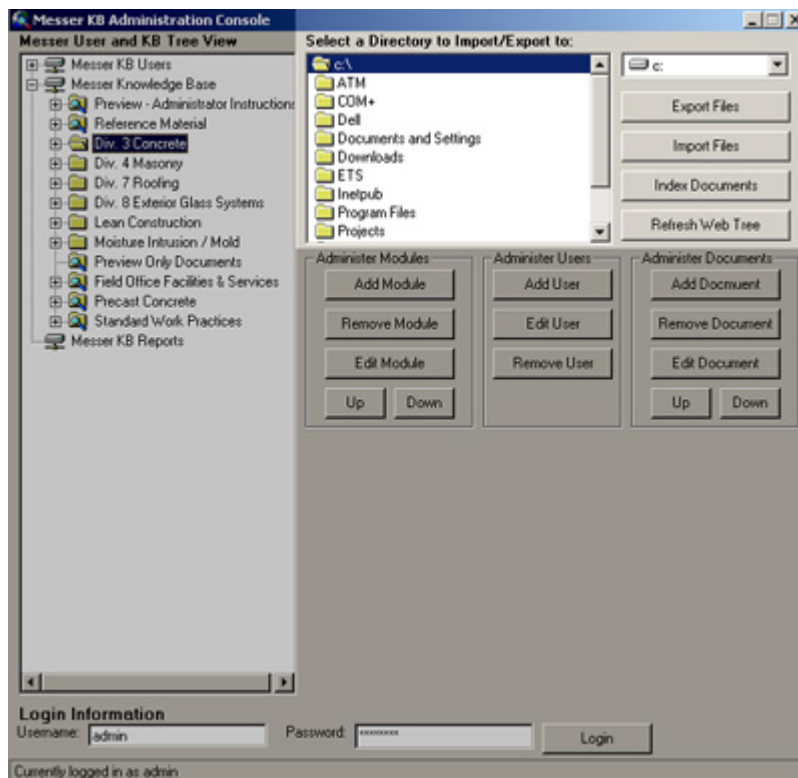 Messer KB Administration Console
Messer User and KB Tree View
Messer KB Users
Messer Knowledge Base
Preview - Administrator Instructions
Reference Material
Div. 3 Concrete
Div. 4 Masonry
Div. 7 Roofing
Div. 8 Exterior Glass Systems
Lean Construction
Moisture Intrusion / Mold
Preview Only Documents
Field Office Facilities & Services
Precast Concrete
Standard Work Practices
Messer KB Reports
Select a Directory to Import/Export to:
c:\
ATM
COM+
Dell
Documents and Settings
Downloads
ETS
Inetpub
Program Files
Projects
c:
Export Files
Import Files
Index Documents
Refresh Web Tree
Administer Modules
Add Module
Remove Module
Edit Module
Up Down
Administer Users
Add User
Edit User
Remove User
Administer Documents
Add Docmuent
Remove Document
Edit Document
Up Down
Login Information
Username: admin Password: ******** Login
Currently logged in as admin